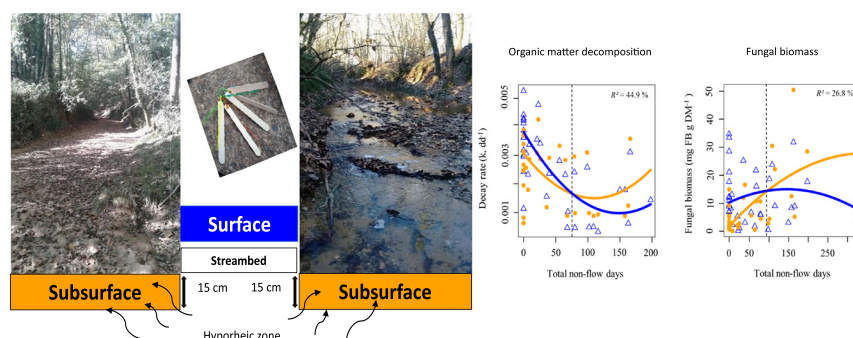 Surface
Streambed
Subsurface
15 cm
15 cm
Subsurface
Hyporheic zone
Organic matter decomposition
R² = 44.9 %
Decay rate (k, dd⁻¹)
0.005
0.003
0.001
0
50
100
150
200
Total non-flow days
Fungal biomass
R² = 26.8 %
Fungal biomass (mg FB g DM⁻¹)
50
40
30
20
10
0
0
50
100
200
300
Total non-flow days